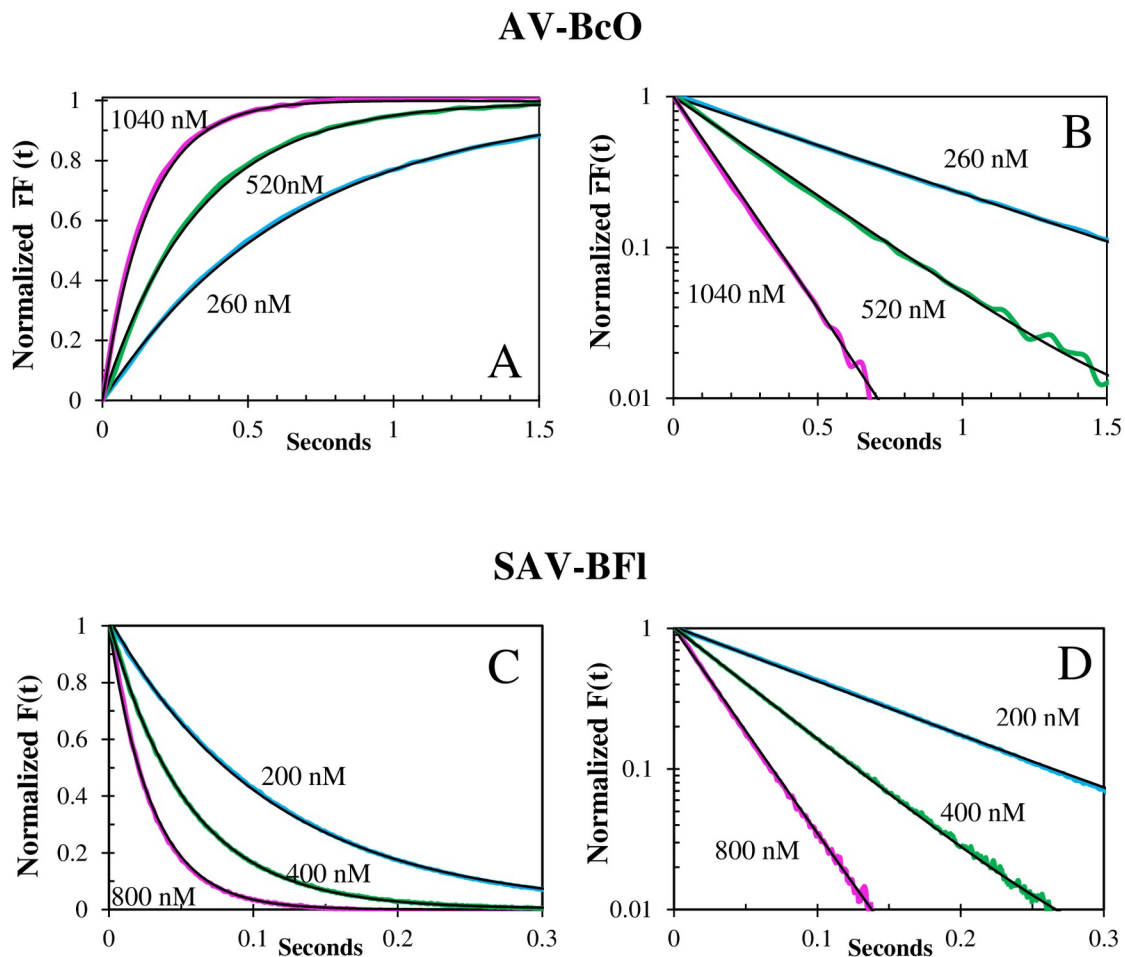 AV-BcO
Normalized r̅F (t)
1
0.8
0.6
0.4
0.2
0
1040 nM
520nM
260 nM
A
0
0.5
1
1.5
Seconds
Normalized r̅F(t)
1
0.1
0.01
B
260 nM
1040 nM
520 nM
0
0.5
1
1.5
Seconds
SAV-BFl
Normalized F(t)
1
0.8
0.6
0.4
0.2
0
C
200 nM
400 nM
800 nM
0
0.1
0.2
0.3
Seconds
Normalized F(t)
1
0.1
0.01
D
200 nM
400 nM
800 nM
0
0.1
0.2
0.3
Seconds